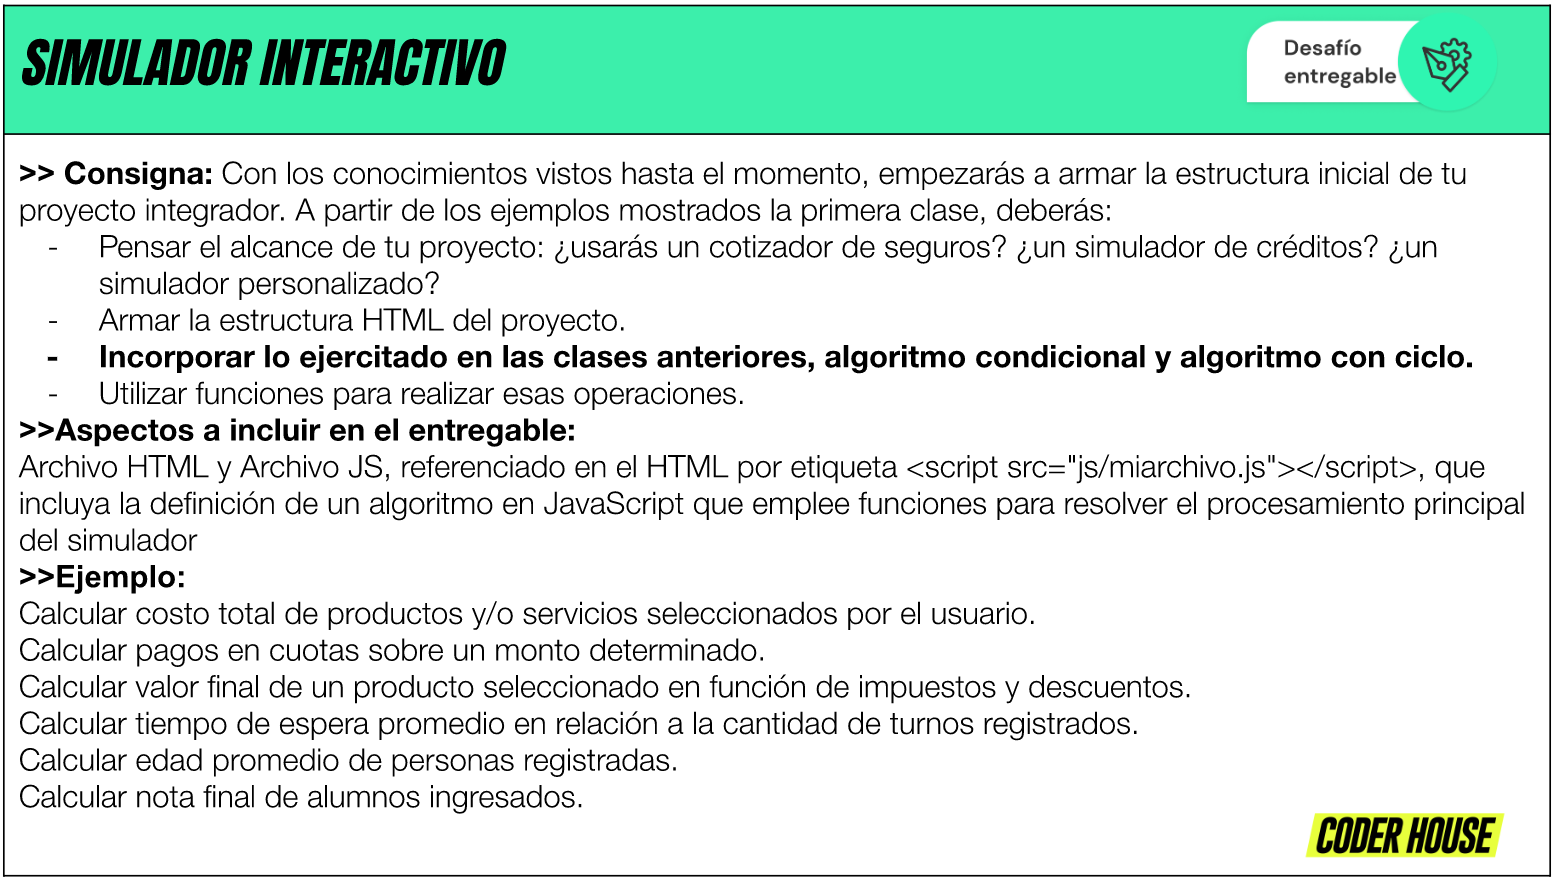 SIMULADOR INTERACTIVO
Desafío
entregable
>> Consigna: Con los conocimientos vistos hasta el momento, empezarás a armar la estructura inicial de tu
proyecto integrador. A partir de los ejemplos mostrados la primera clase, deberás:
- Pensar el alcance de tu proyecto: ¿usarás un cotizador de seguros? ¿un simulador de créditos? ¿un
simulador personalizado?
- Armar la estructura HTML del proyecto.
- Incorporar lo ejercitado en las clases anteriores, algoritmo condicional y algoritmo con ciclo.
- Utilizar funciones para realizar esas operaciones.
>>Aspectos a incluir en el entregable:
Archivo HTML y Archivo JS, referenciado en el HTML por etiqueta <script src="js/miarchivo.js"></script>, que
incluya la definición de un algoritmo en JavaScript que emplee funciones para resolver el procesamiento principal
del simulador
>>Ejemplo:
Calcular costo total de productos y/o servicios seleccionados por el usuario.
Calcular pagos en cuotas sobre un monto determinado.
Calcular valor final de un producto seleccionado en función de impuestos y descuentos.
Calcular tiempo de espera promedio en relación a la cantidad de turnos registrados.
Calcular edad promedio de personas registradas.
Calcular nota final de alumnos ingresados.
CODER HOUSE